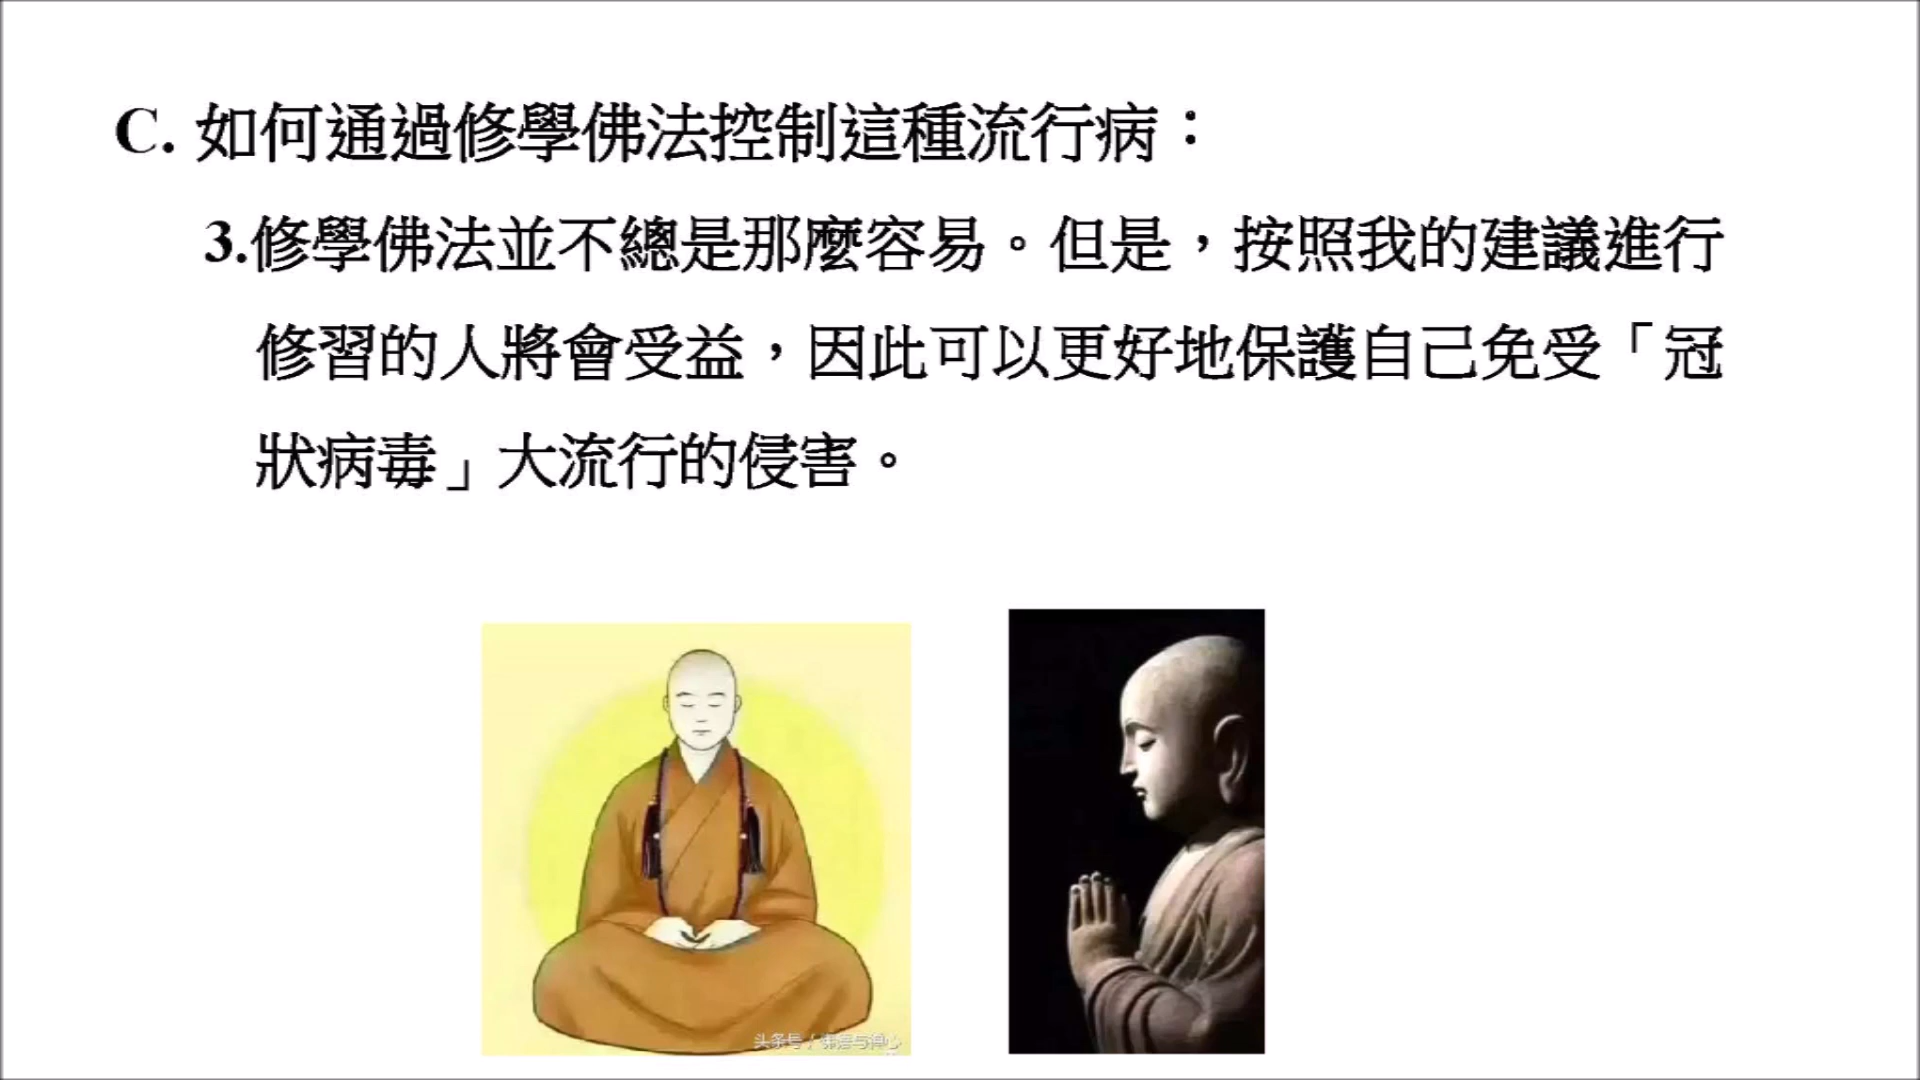 C. 如何通過修學佛法控制這種流行病：
3.修學佛法並不總是那麼容易。但是，按照我的建議進行
修習的人將會受益，因此可以更好地保護自己免受「冠
狀病毒」大流行的侵害。
头条号 /